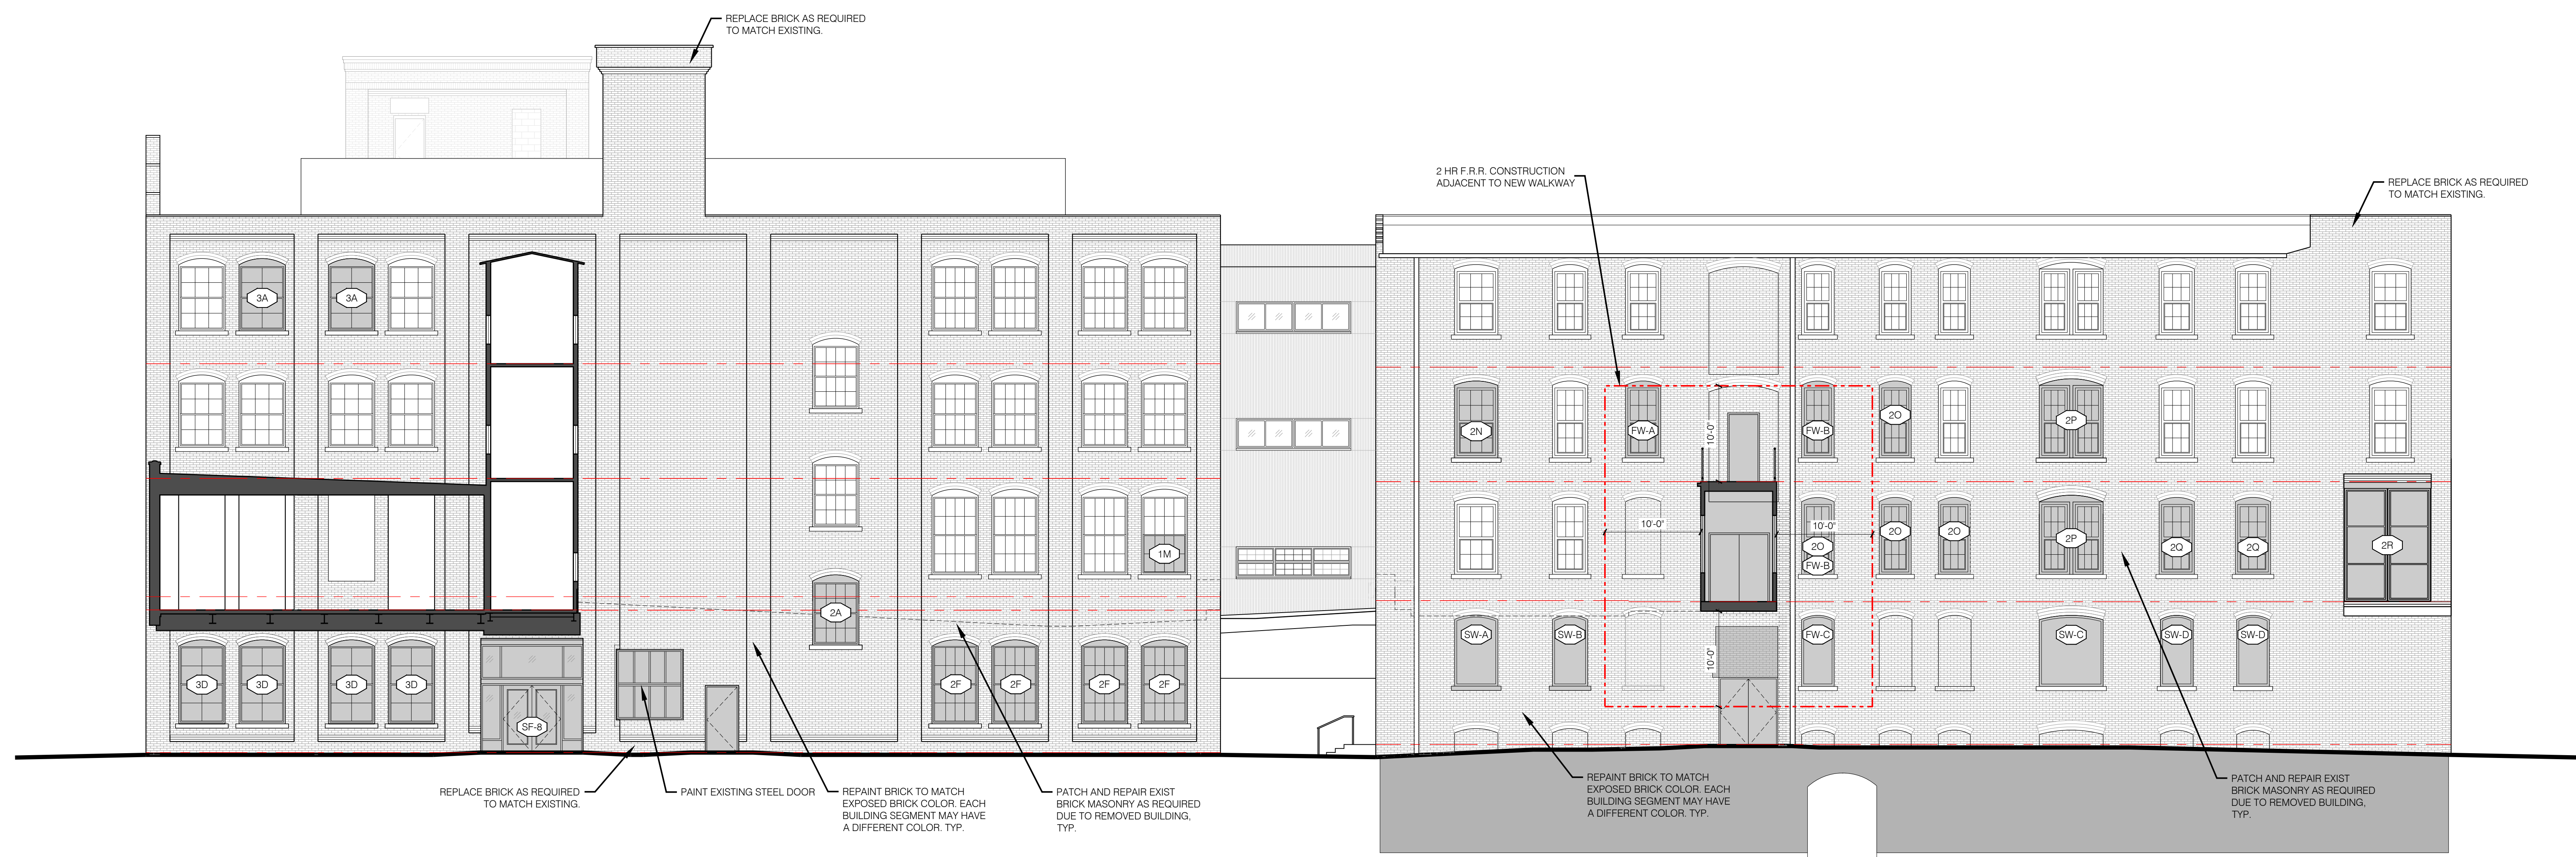 REPLACE BRICK AS REQUIRED
TO MATCH EXISTING.
2 HR F.R.R. CONSTRUCTION
ADJACENT TO NEW WALKWAY
REPLACE BRICK AS REQUIRED
TO MATCH EXISTING.
3A
3A
2N
FW-A
10'-0"
FW-B
2O
2P
10'-0"
10'-0"
1M
2O
FW-B
2O
2O
2P
2Q
2Q
2R
2A
SW-A
SW-B
10'-0"
FW-C
SW-C
SW-D
SW-D
3D
3D
3D
3D
SF-8
2F
2F
2F
2F
REPLACE BRICK AS REQUIRED
TO MATCH EXISTING.
PAINT EXISTING STEEL DOOR
REPAINT BRICK TO MATCH
EXPOSED BRICK COLOR. EACH
BUILDING SEGMENT MAY HAVE
A DIFFERENT COLOR. TYP.
PATCH AND REPAIR EXIST
BRICK MASONRY AS REQUIRED
DUE TO REMOVED BUILDING,
TYP.
REPAINT BRICK TO MATCH
EXPOSED BRICK COLOR. EACH
BUILDING SEGMENT MAY HAVE
A DIFFERENT COLOR. TYP.
PATCH AND REPAIR EXIST
BRICK MASONRY AS REQUIRED
DUE TO REMOVED BUILDING,
TYP.